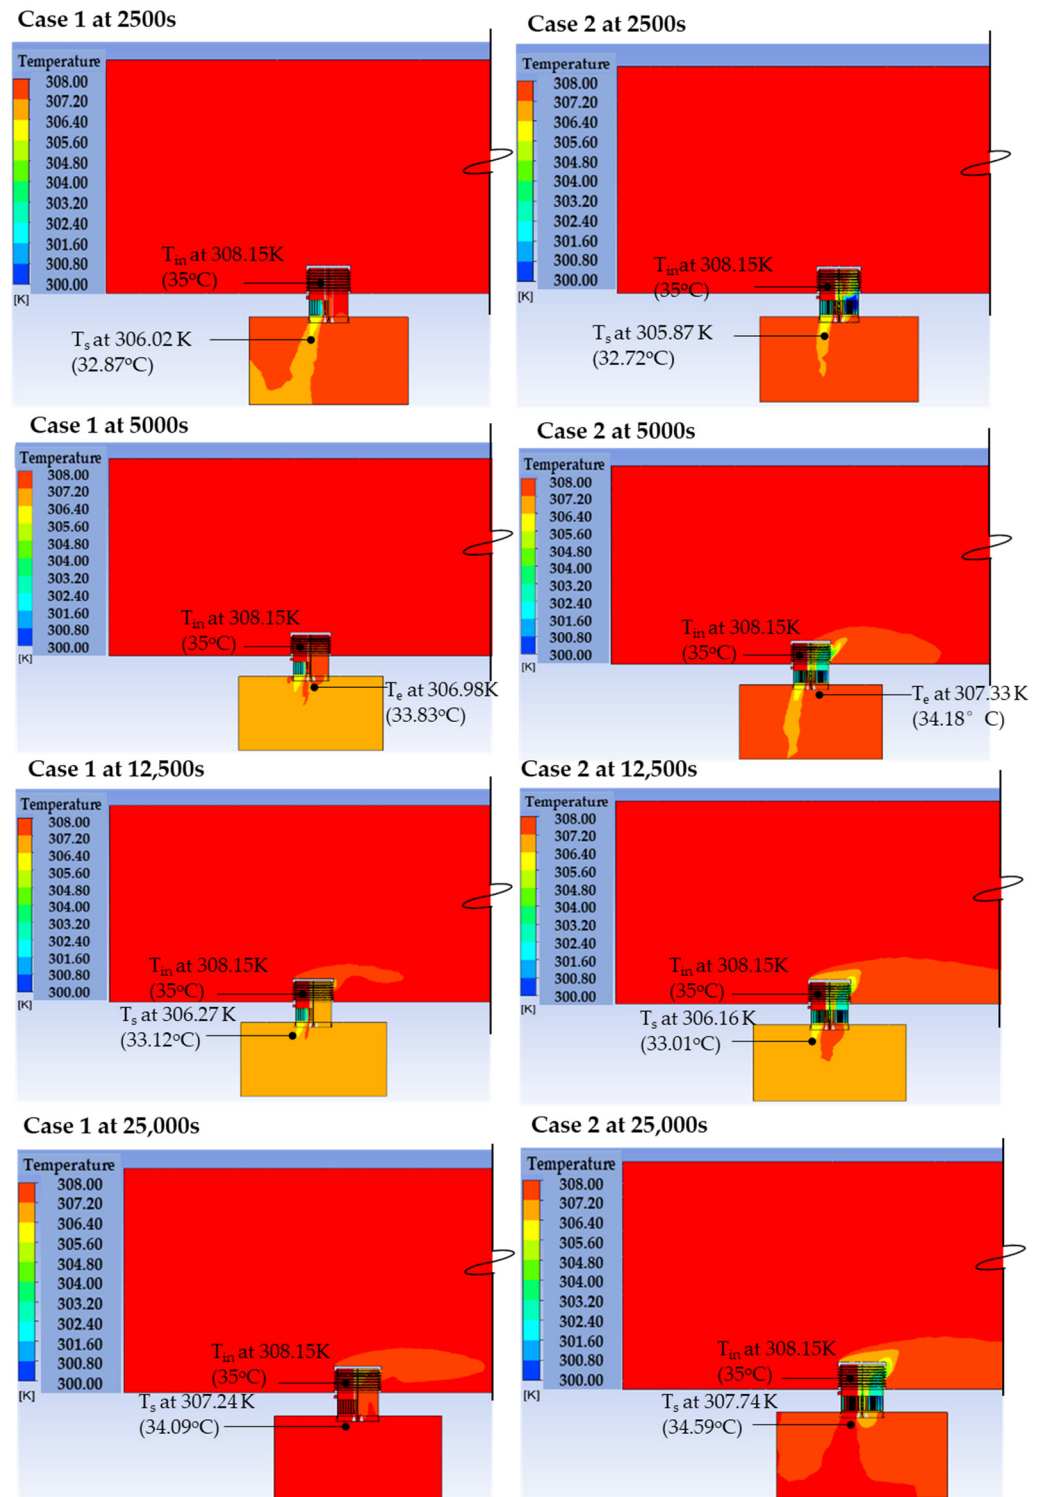 Case 1 at 2500s
Temperature
308.00
307.20
306.40
305.60
304.80
304.00
303.20
302.40
301.60
300.80
300.00
[K]
Tin at 308.15K
(35°C)
Ts at 306.02 K
(32.87°C)
Case 2 at 2500s
Temperature
308.00
307.20
306.40
305.60
304.80
304.00
303.20
302.40
301.60
300.80
300.00
[K]
Tin at 308.15K
(35°C)
Ts at 305.87 K
(32.72°C)
Case 1 at 5000s
Temperature
308.00
307.20
306.40
305.60
304.80
304.00
303.20
302.40
301.60
300.80
300.00
[K]
Tin at 308.15K
(35°C)
Te at 306.98K
(33.83°C)
Case 2 at 5000s
Temperature
308.00
307.20
306.40
305.60
304.80
304.00
303.20
302.40
301.60
300.80
300.00
[K]
Tin at 308.15K
(35°C)
Te at 307.33 K
(34.18° C)
Case 1 at 12,500s
Temperature
308.00
307.20
306.40
305.60
304.80
304.00
303.20
302.40
301.60
300.80
300.00
[K]
Tin at 308.15K
(35°C)
Ts at 306.27 K
(33.12°C)
Case 2 at 12,500s
Temperature
308.00
307.20
306.40
305.60
304.80
304.00
303.20
302.40
301.60
300.80
300.00
[K]
Tin at 308.15K
(35°C)
Ts at 306.16 K
(33.01°C)
Case 1 at 25,000s
Temperature
308.00
307.20
306.40
305.60
304.80
304.00
303.20
302.40
301.60
300.80
300.00
[K]
Tin at 308.15K
(35°C)
Ts at 307.24 K
(34.09°C)
Case 2 at 25,000s
Temperature
308.00
307.20
306.40
305.60
304.80
304.00
303.20
302.40
301.60
300.80
300.00
[K]
Tin at 308.15K
(35°C)
Ts at 307.74 K
(34.59°C)